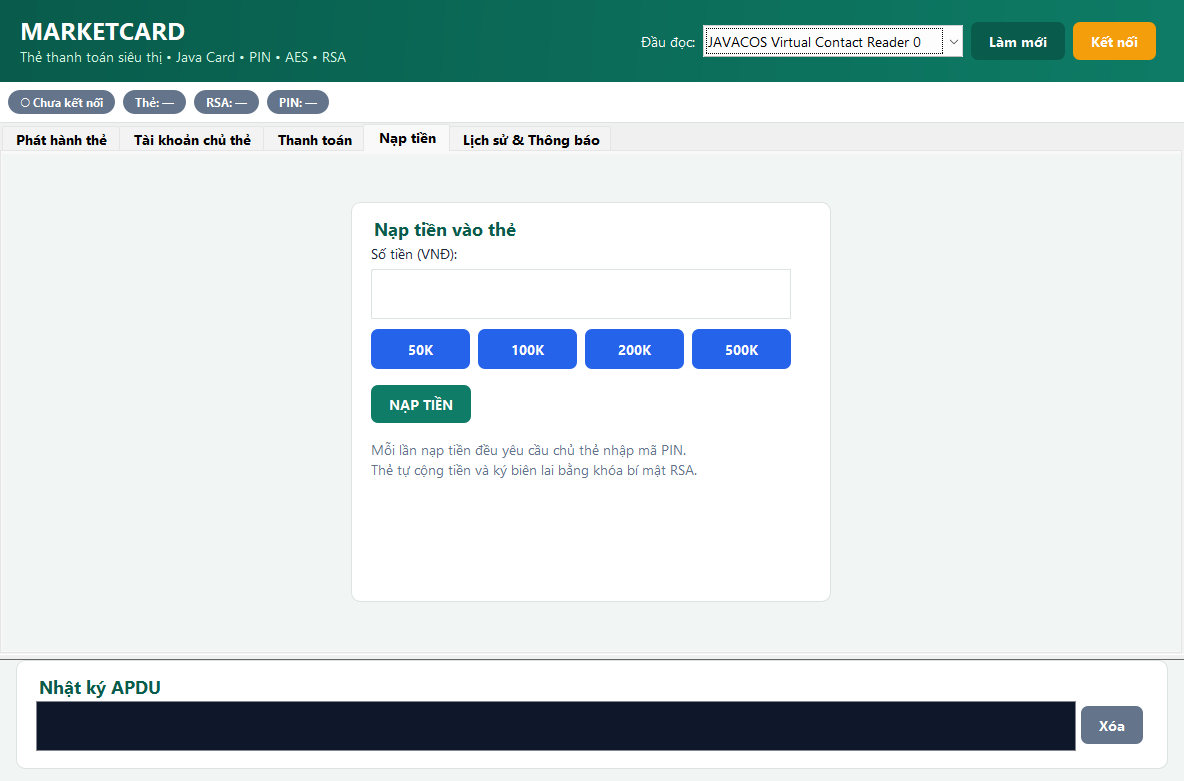 MARKETCARD
Thẻ thanh toán siêu thị • Java Card • PIN • AES • RSA
Đầu đọc:
JAVACOS Virtual Contact Reader 0
Làm mới
Kết nối
○ Chưa kết nối
Thẻ: —
RSA: —
PIN: —
Phát hành thẻ
Tài khoản chủ thẻ
Thanh toán
Nạp tiền
Lịch sử & Thông báo
Nạp tiền vào thẻ
Số tiền (VNĐ):
50K
100K
200K
500K
NẠP TIỀN
Mỗi lần nạp tiền đều yêu cầu chủ thẻ nhập mã PIN.
Thẻ tự cộng tiền và ký biên lai bằng khóa bí mật RSA.
Nhật ký APDU
Xóa